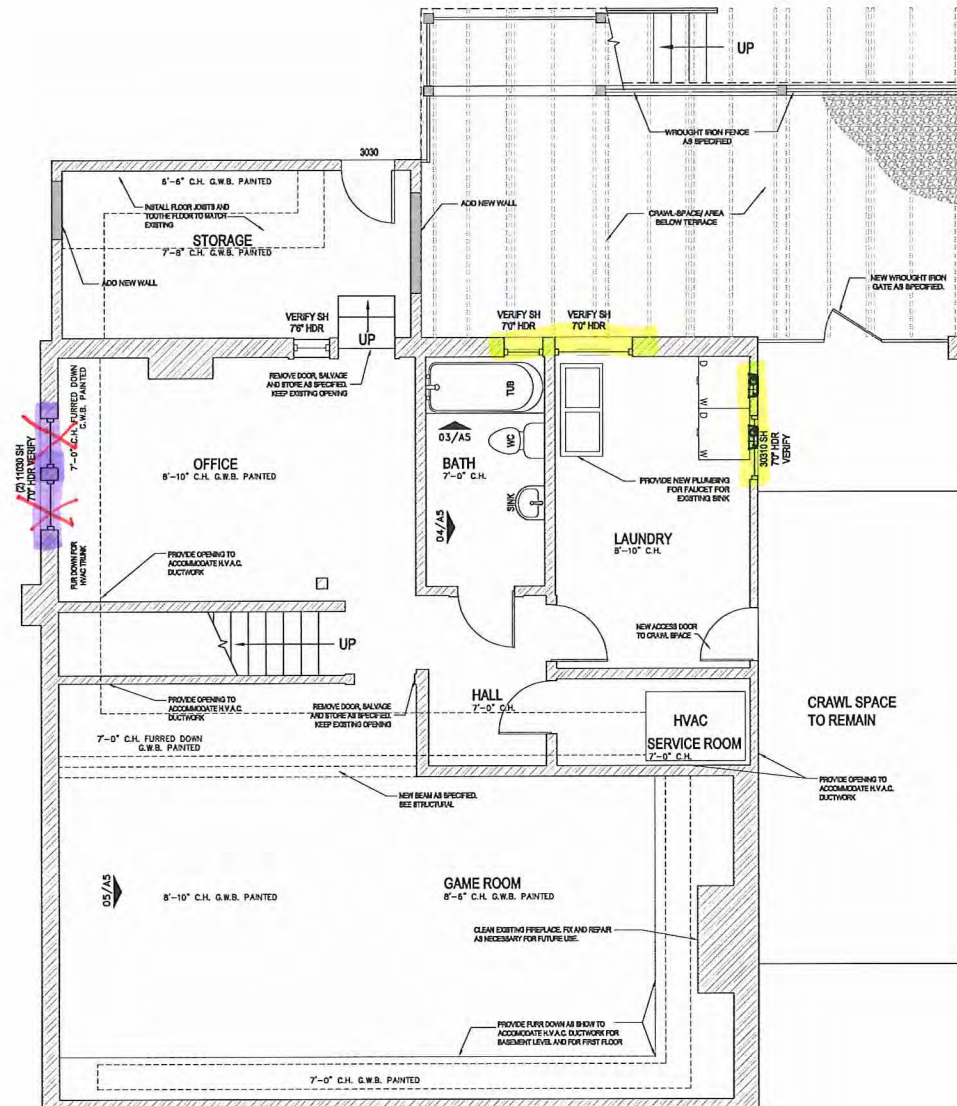 UP
WROUGHT IRON FENCE
AS SPECIFIED
3030
6'-6" C.H. G.W.B. PAINTED
INSTALL FLOOR JOISTS AND
TOUTHE FLOOR TO MATCH
EXISTING
STORAGE
7'-8" C.H. G.W.B. PAINTED
ADD NEW WALL
CRAWL-SPACE/ AREA
BELOW TERRACE
ADD NEW WALL
NEW WROUGHT IRON
GATE AS SPECIFIED.
VERIFY SH
7'6" HDR
UP
VERIFY SH
7'0" HDR
VERIFY SH
7'0" HDR
REMOVE DOOR, SALVAGE
AND STORE AS SPECIFIED.
KEEP EXISTING OPENING
7'-0" C.H. FURRED DOWN
G.W.B. PAINTED
(2) 11030 SH
7'0" HDR VERIFY
FUR DOWN FOR
HVAC TRUNK
OFFICE
8'-10" C.H. G.W.B. PAINTED
TUB
03/A5
WC
BATH
7'-0" C.H.
SINK
04/A5
D
W
D
W
30310 SH
7'0" HDR
VERIFY
PROVIDE NEW PLUMBING
FOR FAUCET FOR
EXISTING SINK
LAUNDRY
8'-10" C.H.
PROVIDE OPENING TO
ACCOMMODATE H.V.A.C.
DUCTWORK
UP
NEW ACCESS DOOR
TO CRAWL SPACE
PROVIDE OPENING TO
ACCOMMODATE H.V.A.C.
DUCTWORK
REMOVE DOOR, SALVAGE
AND STORE AS SPECIFIED.
KEEP EXISTING OPENING
HALL
7'-0" C.H.
HVAC
SERVICE ROOM
7'-0" C.H.
CRAWL SPACE
TO REMAIN
7'-0" C.H. FURRED DOWN
G.W.B. PAINTED
NEW BEAM AS SPECIFIED.
SEE STRUCTURAL
PROVIDE OPENING TO
ACCOMMODATE H.V.A.C.
DUCTWORK
05/A5
8'-10" C.H. G.W.B. PAINTED
GAME ROOM
8'-6" C.H. G.W.B. PAINTED
CLEAN EXISTING FIREPLACE. FIX AND REPAIR
AS NECESSARY FOR FUTURE USE.
PROVIDE FURR DOWN AS SHOW TO
ACCOMODATE H.V.A.C. DUCTWORK FOR
BASEMENT LEVEL AND FOR FIRST FLOOR
7'-0" C.H. G.W.B. PAINTED